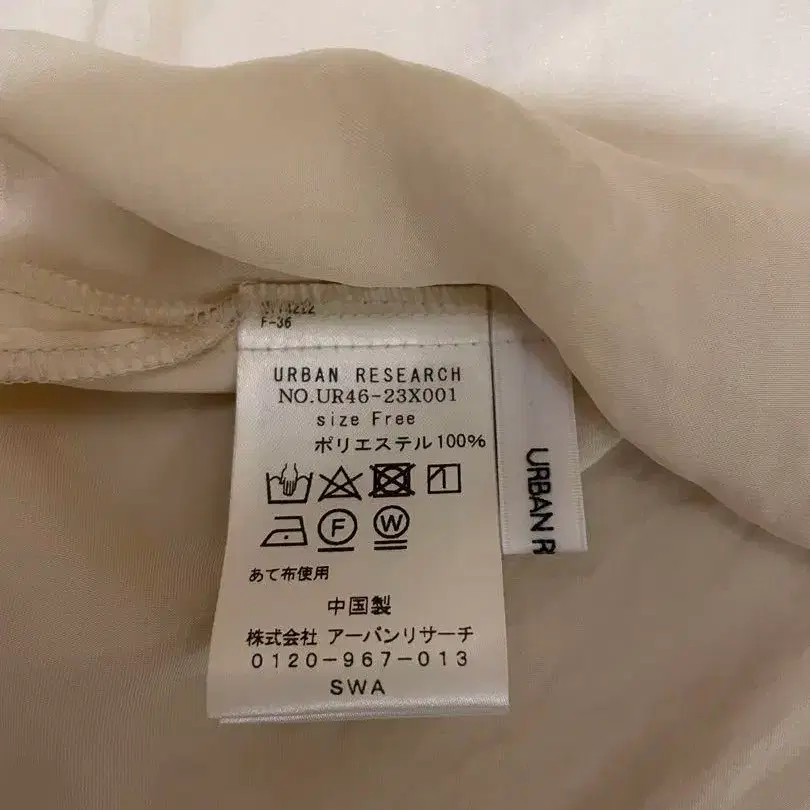 F-36
URBAN RESEARCH
NO.UR46-23X001
size Free
ポリエステル100%
F W
あて布使用
中国製
株式会社 アーバンリサーチ
0120-967-013
SWA
URBAN R